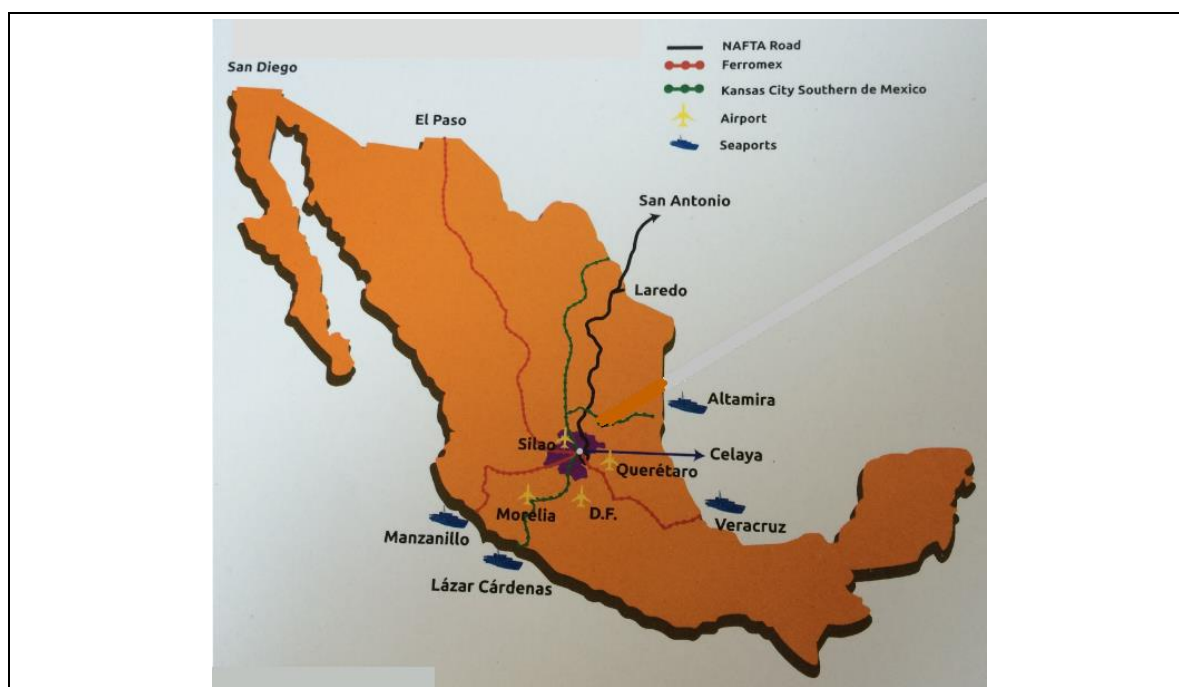 NAFTA Road
San Diego
Ferromex
Kansas City Southern de Mexico
El Paso
Airport
Seaports
San Antonio
Laredo
Altamira
Silao
Celaya
Querétaro
Morelia
D.F.
Veracruz
Manzanillo
Lázar Cárdenas